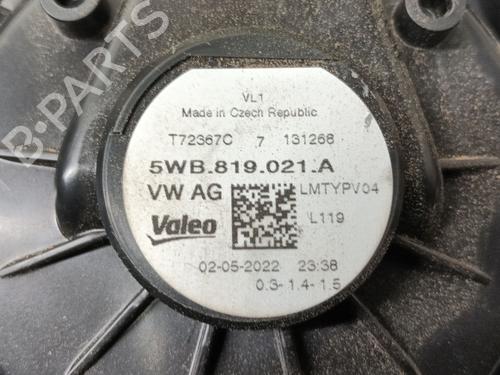 B-PARTS
VL1
Made in Czech Republic
T72367C 7 131268
5WB.819.021.A
VW AG LMTYPV04
Valeo L119
02-05-2022 23:38
0.3- 1.4- 1.5